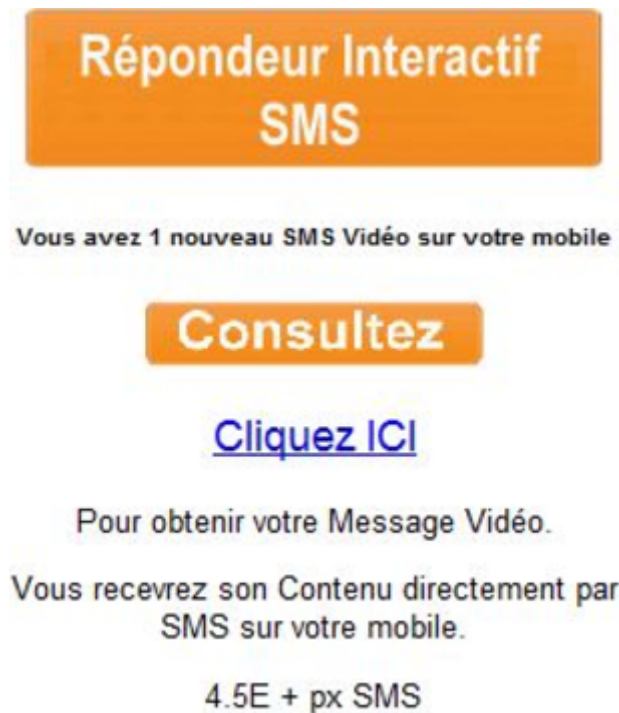 Répondeur Interactif
SMS
Vous avez 1 nouveau SMS Vidéo sur votre mobile
Consultez
Cliquez ICI
Pour obtenir votre Message Vidéo.
Vous recevrez son Contenu directement par
SMS sur votre mobile.
4.5E + px SMS